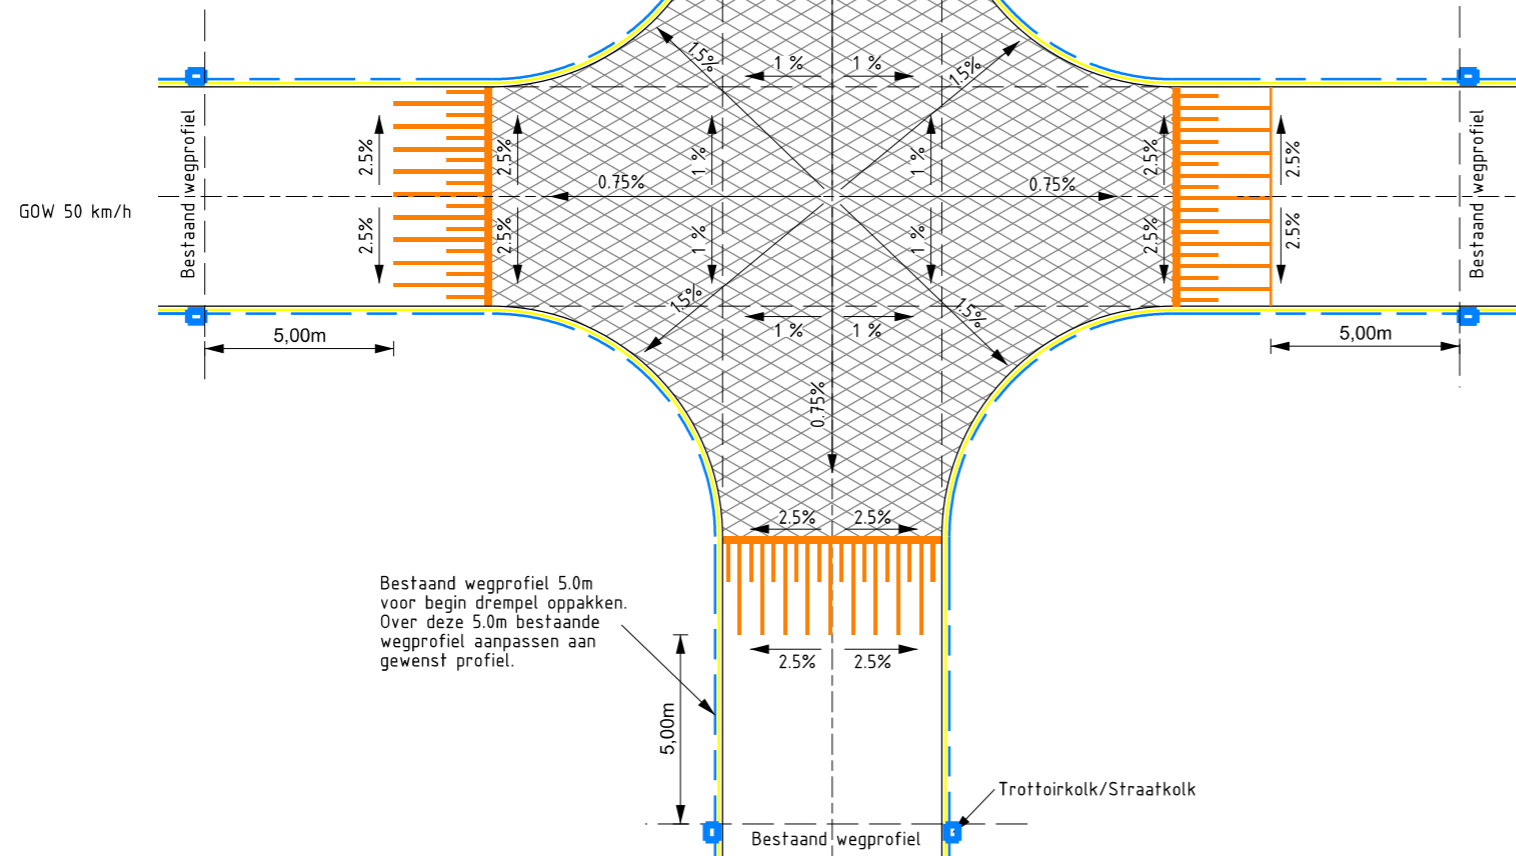 1.5%
1 %
1 %
1.5%
Bestaand wegprofiel
2.5%
2.5%
1 %
1 %
2.5%
2.5%
Bestaand wegprofiel
0.75%
0.75%
GOW 50 km/h
2.5%
2.5%
1 %
1 %
2.5%
2.5%
1.5%
1.5%
1 %
1 %
5,00m
5,00m
0.75%
2.5%
2.5%
Bestaand wegprofiel 5.0m
voor begin drempel oppakken.
Over deze 5.0m bestaande
wegprofiel aanpassen aan
gewenst profiel.
2.5%
2.5%
5,00m
Trottoirkolk/Straatkolk
Bestaand wegprofiel